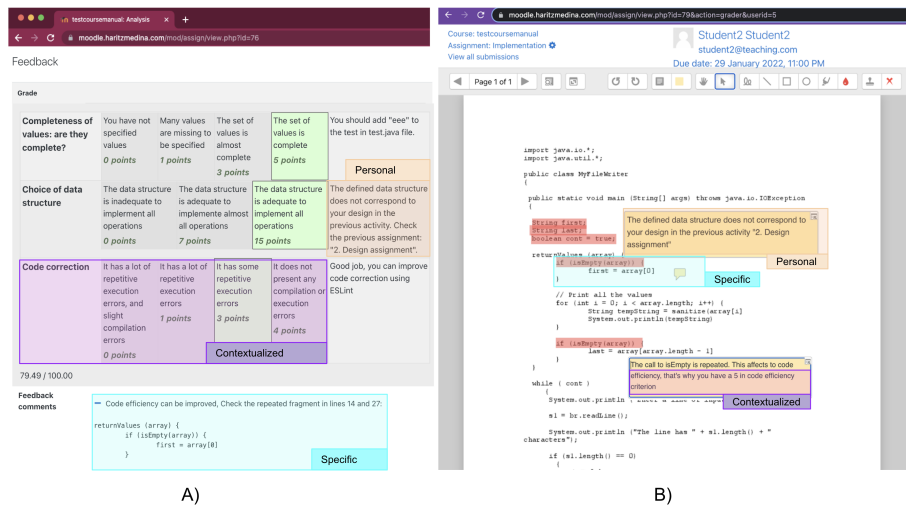 testcoursemanual: Analysis
moodle.haritzmedina.com/mod/assign/view.php?id=76
Feedback
Grade
Completeness of values: are they complete?
You have not specified values
0 points
Many values are missing to be specified
1 points
The set of values is almost complete
3 points
The set of values is complete
5 points
You should add "eee" to the test in test.java file.
Personal
Choice of data structure
The data structure is inadequate to implerment all operations
0 points
The data structure is adequate to implemente almost all operations
7 points
The data structure is adequate to implement all operations
15 points
The defined data structure does not correspond to your design in the previous activity. Check the previous assignment: "2. Design assignment".
Code correction
It has a lot of repetitive execution errors, and slight compilation errors
0 points
It has a lot of repetitive execution errors
1 points
It has some repetitive execution errors
3 points
It does not present any compilation or execution errors
4 points
Good job, you can improve code correction using ESLint
Contextualized
79.49 / 100.00
Feedback comments
Code efficiency can be improved, Check the repeated fragment in lines 14 and 27:
returnValues (array) {
if (isEmpty(array)) {
first = array[0]
}
Specific
A)
moodle.haritzmedina.com/mod/assign/view.php?id=79&action=grader&userid=5
Course: testcoursemanual
Assignment: Implementation
View all submissions
Student2 Student2
student2@teaching.com
Due date: 29 January 2022, 11:00 PM
Page 1 of 1
import java.io.*;
import java.util.*;
public class MyFileWriter
{
public static void main (String[] args) throws java.io.IOException
{
String first;
String last;
boolean cont = true;
The defined data structure does not correspond to
your design in the previous activity "2. Design
assignment"
Personal
returnValues (array) {
if (isEmpty(array)) {
first = array[0]
}
Specific
// Print all the values
for (int i = 0; i < array.length; i++) {
String tempString = sanitize(array[i]
System.out.println(tempString)
}
if (isEmpty(array)) {
last = array[array.length - 1]
}
}
The call to isEmpty is repeated. This affects to code
efficiency, that's why you have a 5 in code efficiency
criterion
Contextualized
while ( cont )
{
System.out.println
s1 = br.readLine();
System.out.println ("The line has " + s1.length() + "
characters");
if (s1.length() == 0)
{
B)